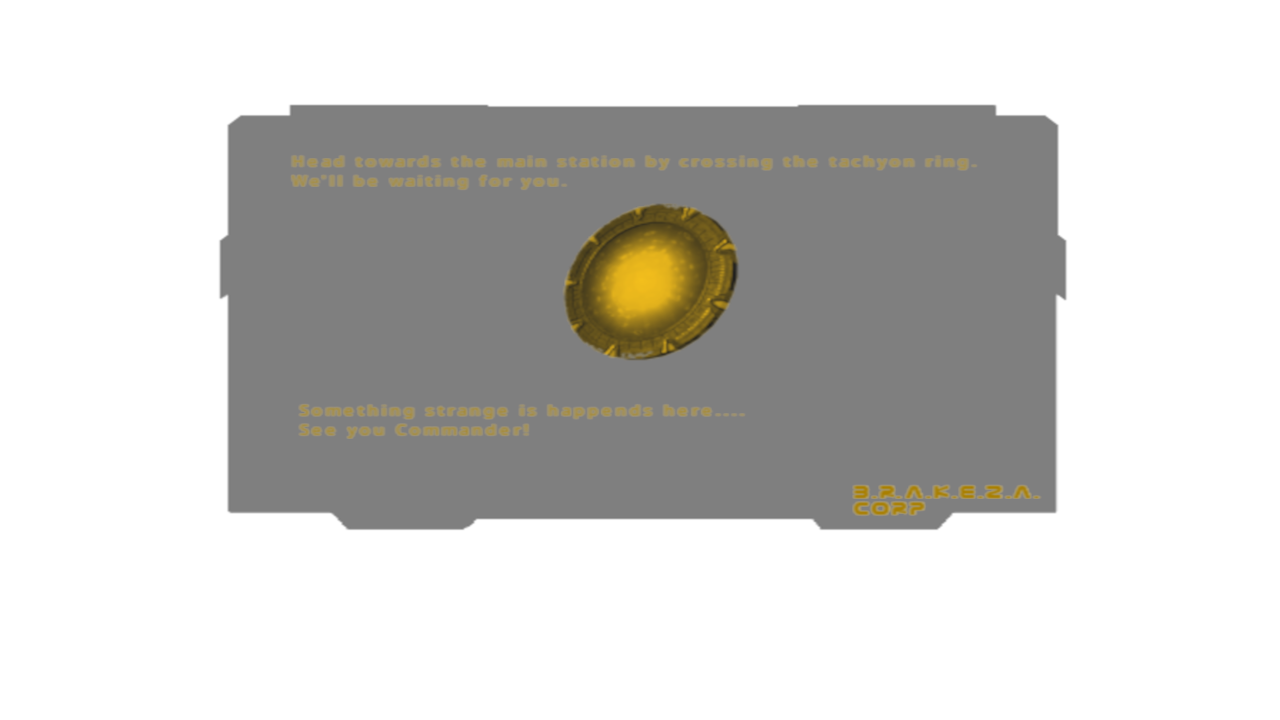 Head towards the main station by crossing the tachyon ring.
We'll be waiting for you.
Something strange is happends here....
See you Commander!
B.R.A.K.E.Z.A.
CORP